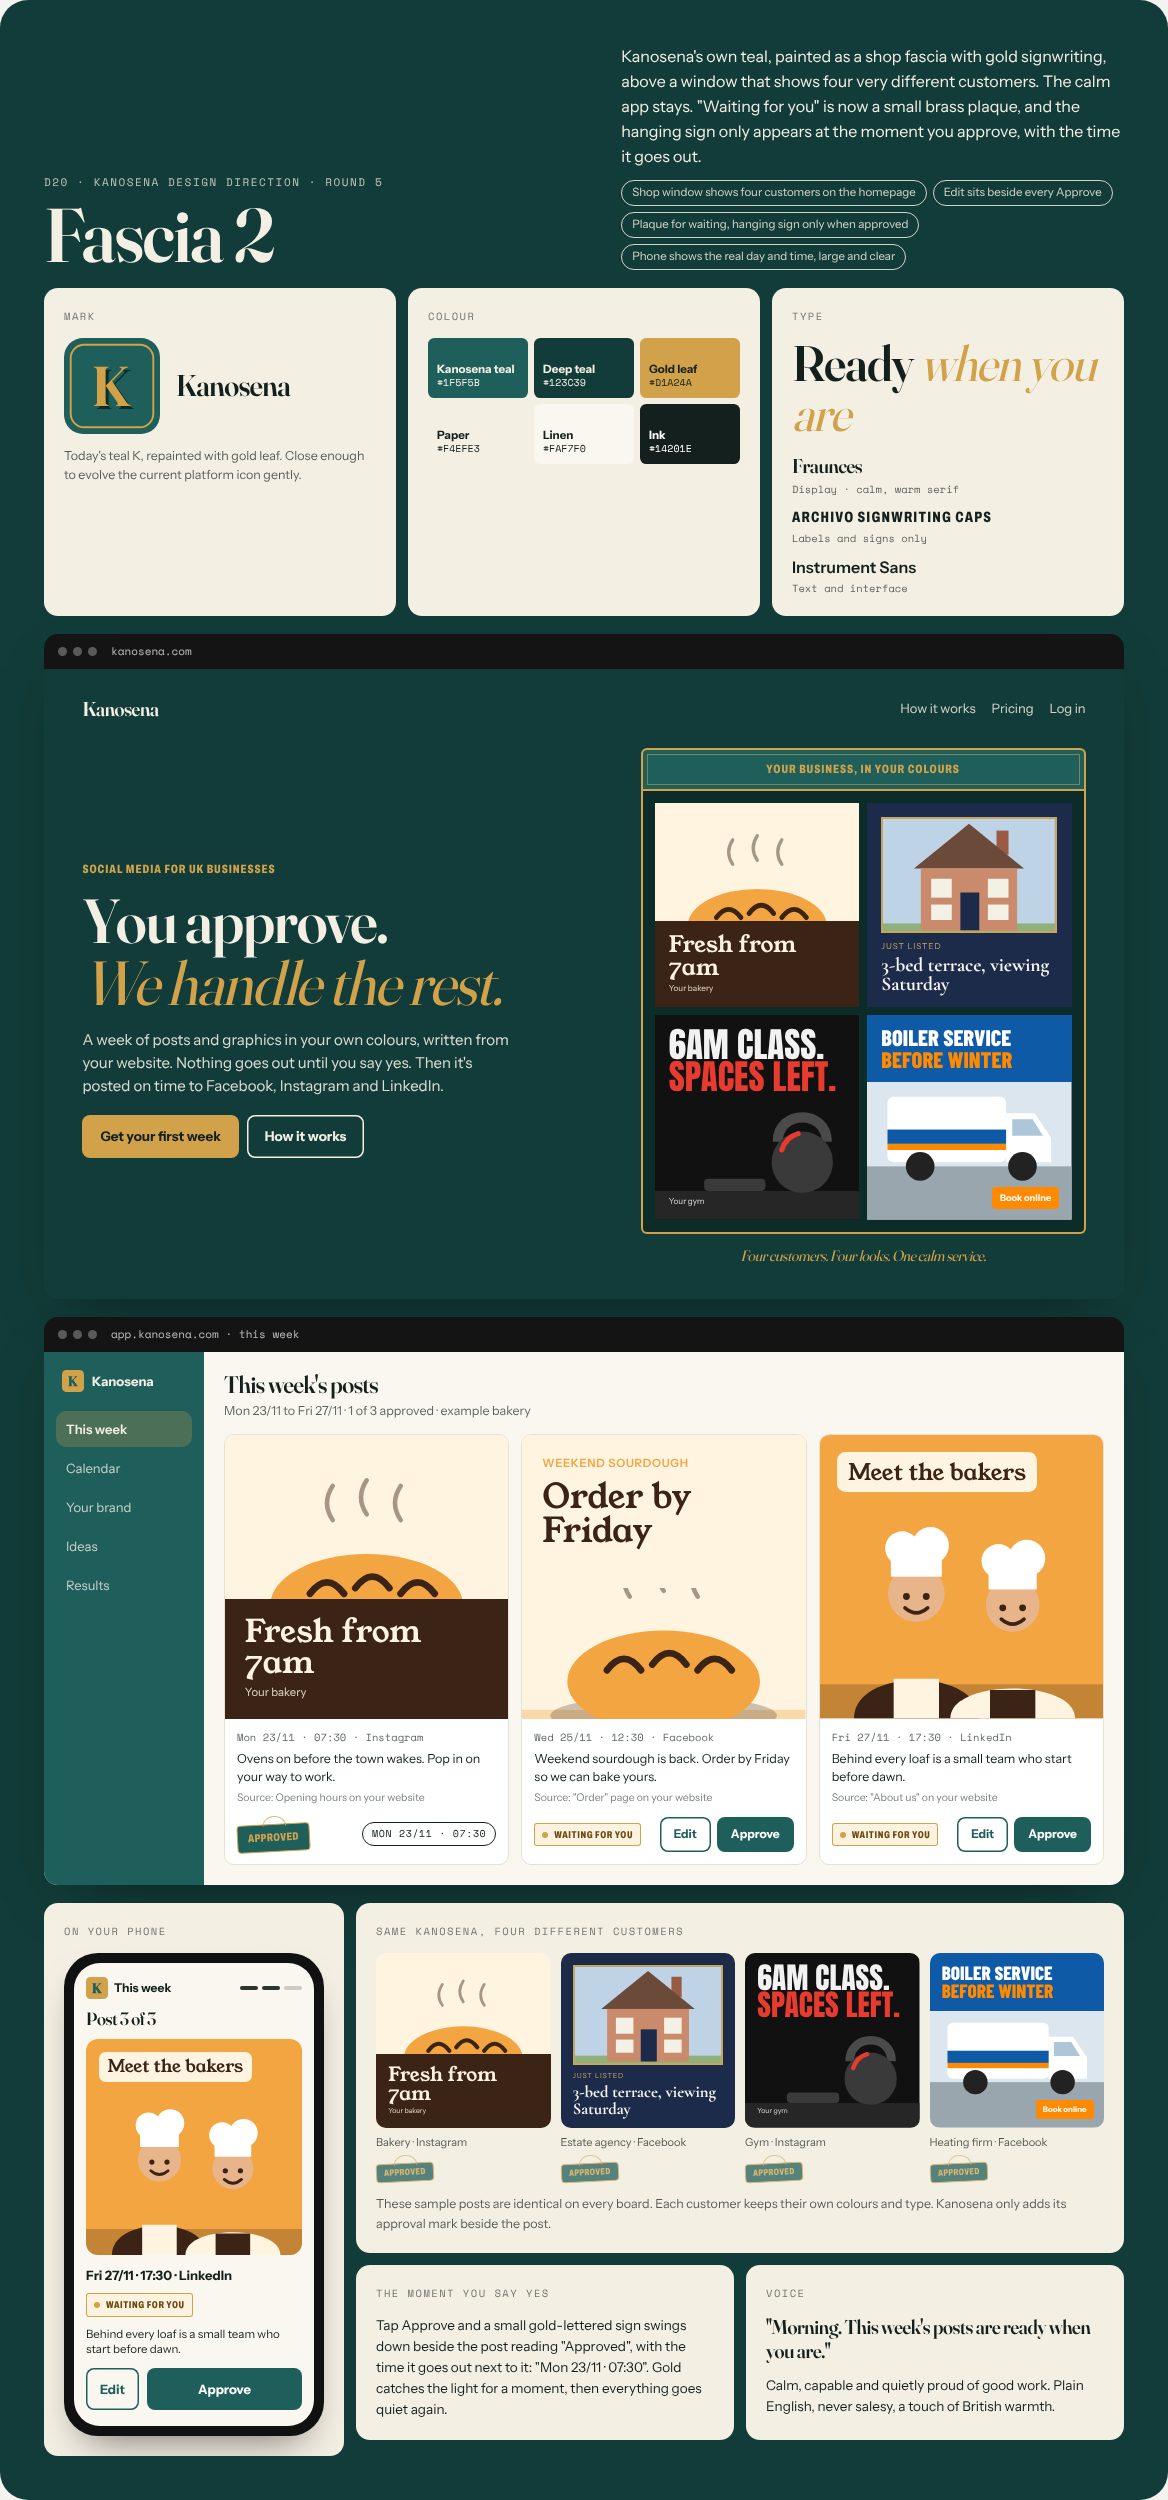 Kanosena's own teal, painted as a shop fascia with gold signwriting,
above a window that shows four very different customers. The calm
app stays. "Waiting for you" is now a small brass plaque, and the
hanging sign only appears at the moment you approve, with the time
it goes out.
D20 · KANOSENA DESIGN DIRECTION · ROUND 5
Fascia 2
Shop window shows four customers on the homepage
Edit sits beside every Approve
Plaque for waiting, hanging sign only when approved
Phone shows the real day and time, large and clear
MARK
K
Kanosena
Today's teal K, repainted with gold leaf. Close enough
to evolve the current platform icon gently.
COLOUR
Kanosena teal
#1F5F5B
Deep teal
#123C39
Gold leaf
#D1A24A
Paper
#F4EFE3
Linen
#FAF7F0
Ink
#14201E
TYPE
Ready when you
are
Fraunces
Display · calm, warm serif
ARCHIVO SIGNWRITING CAPS
Labels and signs only
Instrument Sans
Text and interface
kanosena.com
Kanosena
How it works
Pricing
Log in
SOCIAL MEDIA FOR UK BUSINESSES
You approve.
We handle the rest.
A week of posts and graphics in your own colours, written from
your website. Nothing goes out until you say yes. Then it's
posted on time to Facebook, Instagram and LinkedIn.
Get your first week
How it works
YOUR BUSINESS, IN YOUR COLOURS
Fresh from
7am
Your bakery
JUST LISTED
3-bed terrace, viewing
Saturday
6AM CLASS.
SPACES LEFT.
Your gym
BOILER SERVICE
BEFORE WINTER
Book online
Four customers. Four looks. One calm service.
app.kanosena.com · this week
K
Kanosena
This week
Calendar
Your brand
Ideas
Results
This week's posts
Mon 23/11 to Fri 27/11 · 1 of 3 approved · example bakery
Fresh from
7am
Your bakery
Mon 23/11 · 07:30 · Instagram
Ovens on before the town wakes. Pop in on
your way to work.
Source: Opening hours on your website
APPROVED
MON 23/11 · 07:30
WEEKEND SOURDOUGH
Order by
Friday
Wed 25/11 · 12:30 · Facebook
Weekend sourdough is back. Order by Friday
so we can bake yours.
Source: "Order" page on your website
WAITING FOR YOU
Edit
Approve
Meet the bakers
Fri 27/11 · 17:30 · LinkedIn
Behind every loaf is a small team who start
before dawn.
Source: "About us" on your website
WAITING FOR YOU
Edit
Approve
ON YOUR PHONE
K
This week
Post 3 of 3
Meet the bakers
Fri 27/11 · 17:30 · LinkedIn
WAITING FOR YOU
Behind every loaf is a small team who
start before dawn.
Edit
Approve
SAME KANOSENA, FOUR DIFFERENT CUSTOMERS
Fresh from
7am
Your bakery
Bakery · Instagram
APPROVED
JUST LISTED
3-bed terrace, viewing
Saturday
Estate agency · Facebook
APPROVED
6AM CLASS.
SPACES LEFT.
Your gym
Gym · Instagram
APPROVED
BOILER SERVICE
BEFORE WINTER
Book online
Heating firm · Facebook
APPROVED
These sample posts are identical on every board. Each customer keeps their own colours and type. Kanosena only adds its
approval mark beside the post.
THE MOMENT YOU SAY YES
Tap Approve and a small gold-lettered sign swings
down beside the post reading "Approved", with the
time it goes out next to it: "Mon 23/11 · 07:30". Gold
catches the light for a moment, then everything goes
quiet again.
VOICE
"Morning. This week's posts are ready when
you are."
Calm, capable and quietly proud of good work. Plain
English, never salesy, a touch of British warmth.